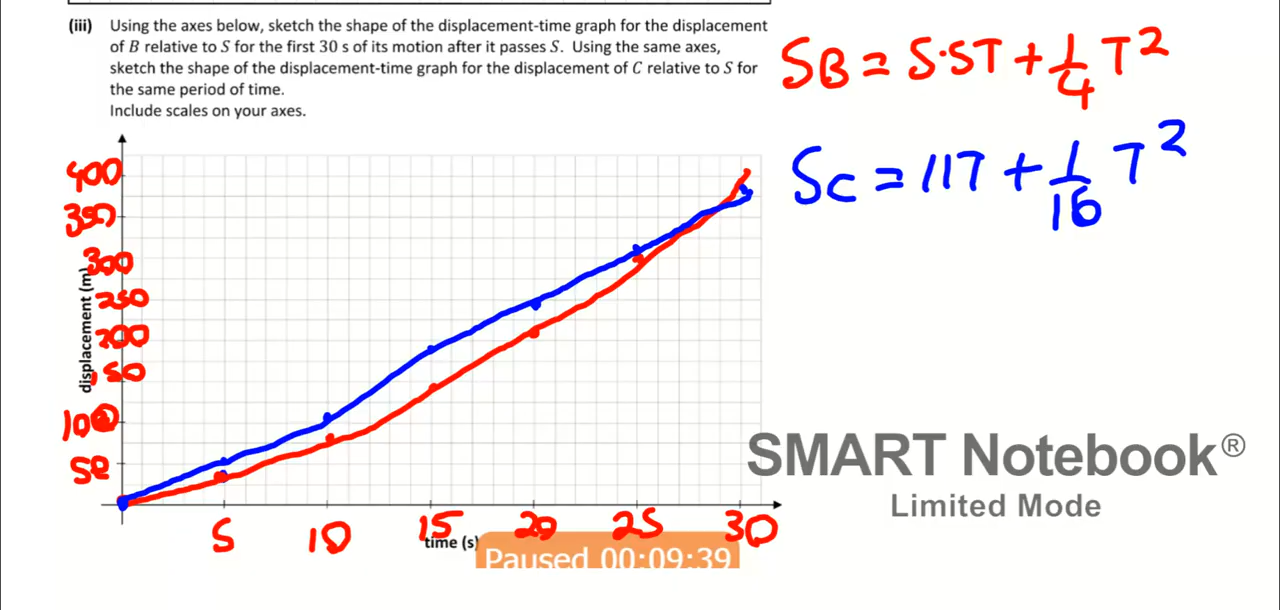 (iii) Using the axes below, sketch the shape of the displacement-time graph for the displacement
of B relative to S for the first 30 s of its motion after it passes S. Using the same axes,
sketch the shape of the displacement-time graph for the displacement of C relative to S for
the same period of time.
Include scales on your axes.
SB = 5.5T + 1/4 T²
SC = 11T + 1/16 T²
400
350
300
250
200
150
100
50
displacement (m)
5 10 15 20 25 30
time (s)
Paused 00:09:39
SMART Notebook®
Limited Mode